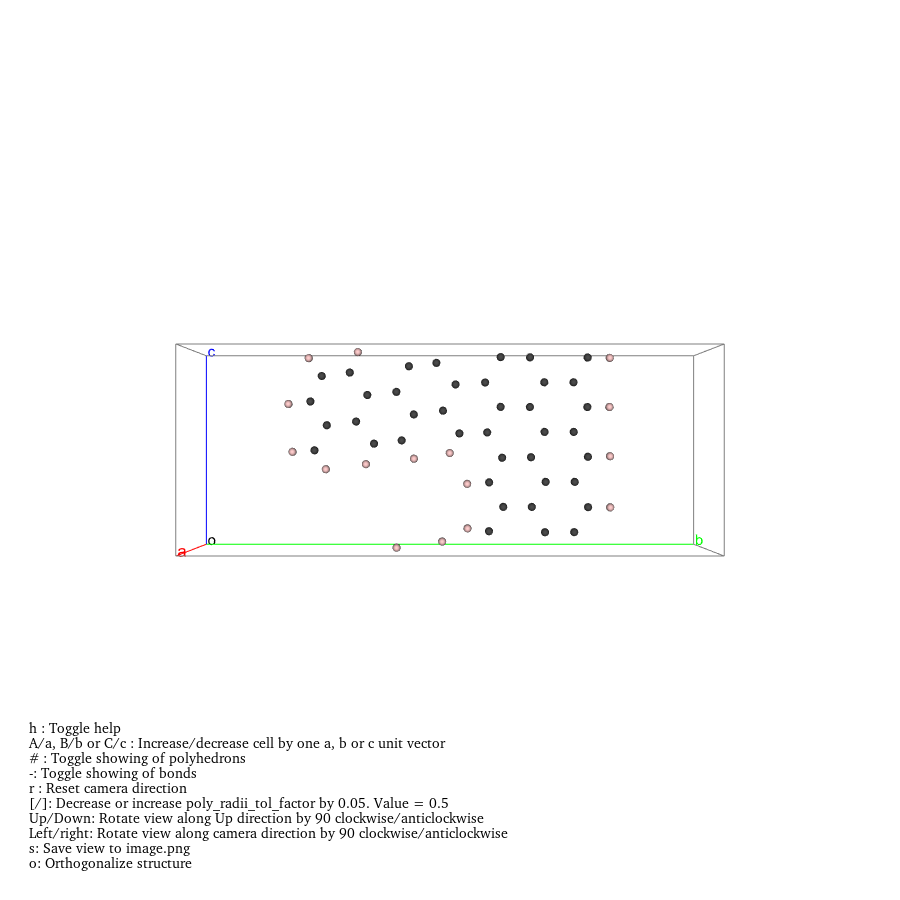 c
o
a
b
h : Toggle help
A/a, B/b or C/c : Increase/decrease cell by one a, b or c unit vector
# : Toggle showing of polyhedrons
-: Toggle showing of bonds
r : Reset camera direction
[/]: Decrease or increase poly_radii_tol_factor by 0.05. Value = 0.5
Up/Down: Rotate view along Up direction by 90 clockwise/anticlockwise
Left/right: Rotate view along camera direction by 90 clockwise/anticlockwise
s: Save view to image.png
o: Orthogonalize structure